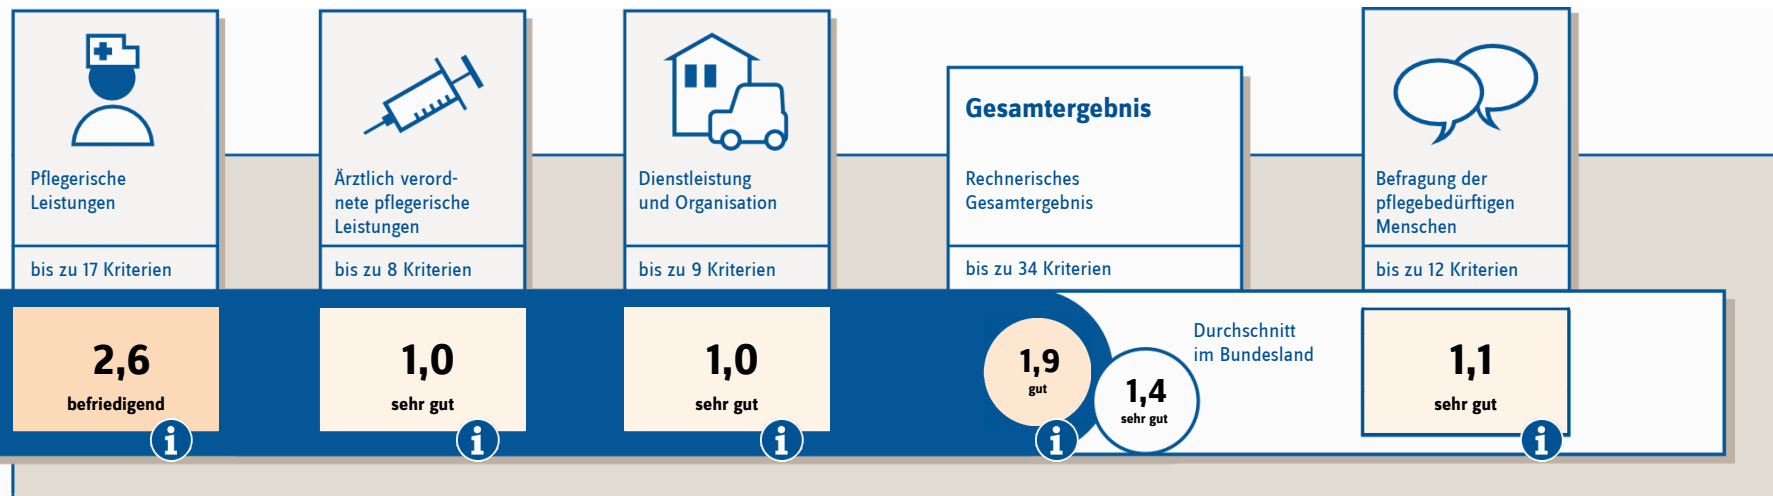 Pflegerische
Leistungen
bis zu 17 Kriterien
2,6
befriedigend
i
Ärztlich verord-
nete pflegerische
Leistungen
bis zu 8 Kriterien
1,0
sehr gut
i
Dienstleistung
und Organisation
bis zu 9 Kriterien
1,0
sehr gut
i
Gesamtergebnis
Rechnerisches
Gesamtergebnis
bis zu 34 Kriterien
1,9
gut
i
1,4
sehr gut
Durchschnitt
im Bundesland
Befragung der
pflegebedürftigen
Menschen
bis zu 12 Kriterien
1,1
sehr gut
i